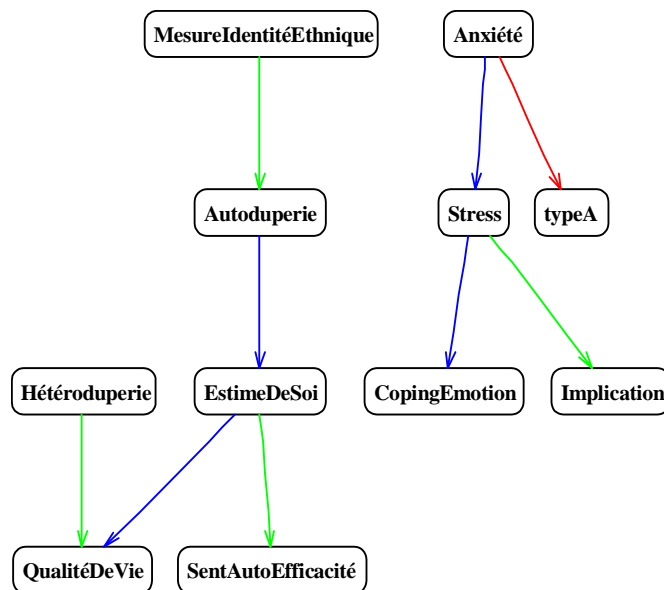 MesureIdentitéEthnique
Anxiété
Autoduperie
Stress
typeA
Hétéroduperie
EstimeDeSoi
CopingEmotion
Implication
QualitéDeVie
SentAutoEfficacité